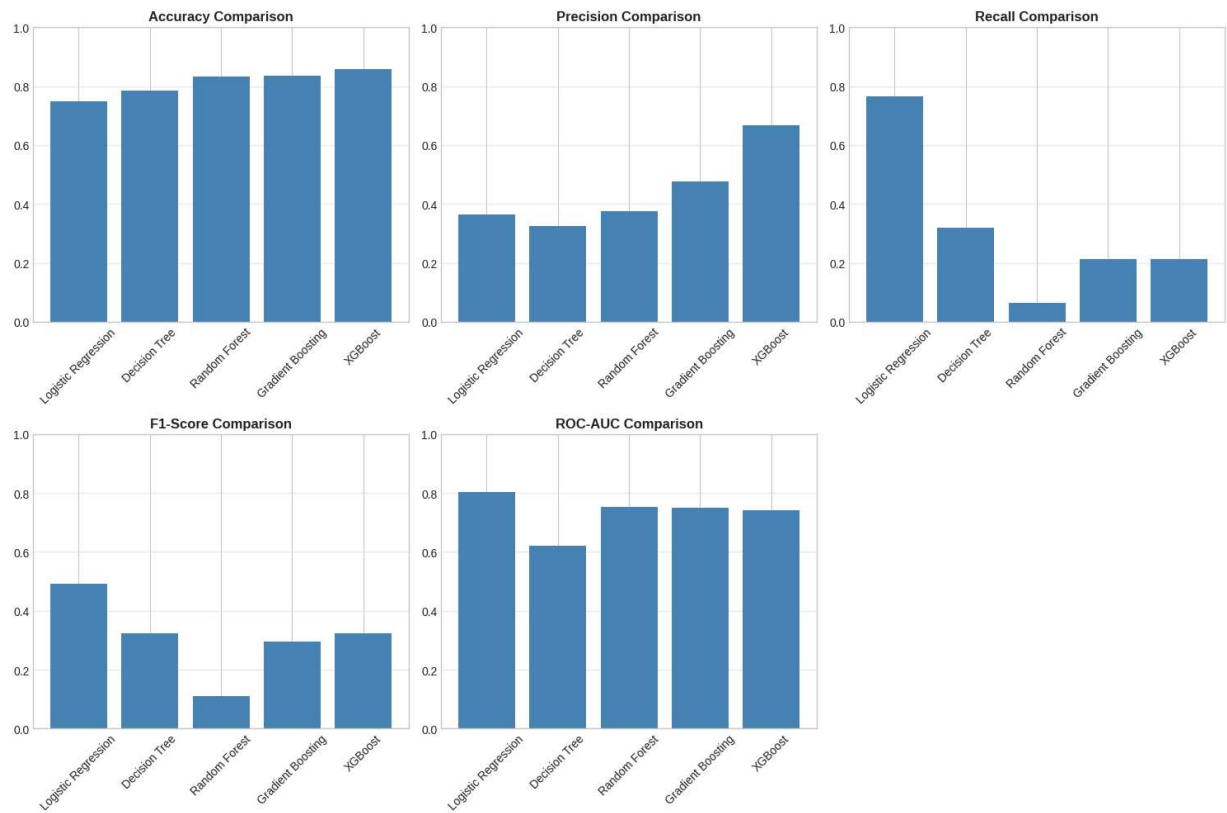 Accuracy Comparison
1.0
0.8
0.6
0.4
0.2
0.0
Logistic Regression
Decision Tree
Random Forest
Gradient Boosting
XGBoost
Precision Comparison
1.0
0.8
0.6
0.4
0.2
0.0
Logistic Regression
Decision Tree
Random Forest
Gradient Boosting
XGBoost
Recall Comparison
1.0
0.8
0.6
0.4
0.2
0.0
Logistic Regression
Decision Tree
Random Forest
Gradient Boosting
XGBoost
F1-Score Comparison
1.0
0.8
0.6
0.4
0.2
0.0
Logistic Regression
Decision Tree
Random Forest
Gradient Boosting
XGBoost
ROC-AUC Comparison
1.0
0.8
0.6
0.4
0.2
0.0
Logistic Regression
Decision Tree
Random Forest
Gradient Boosting
XGBoost